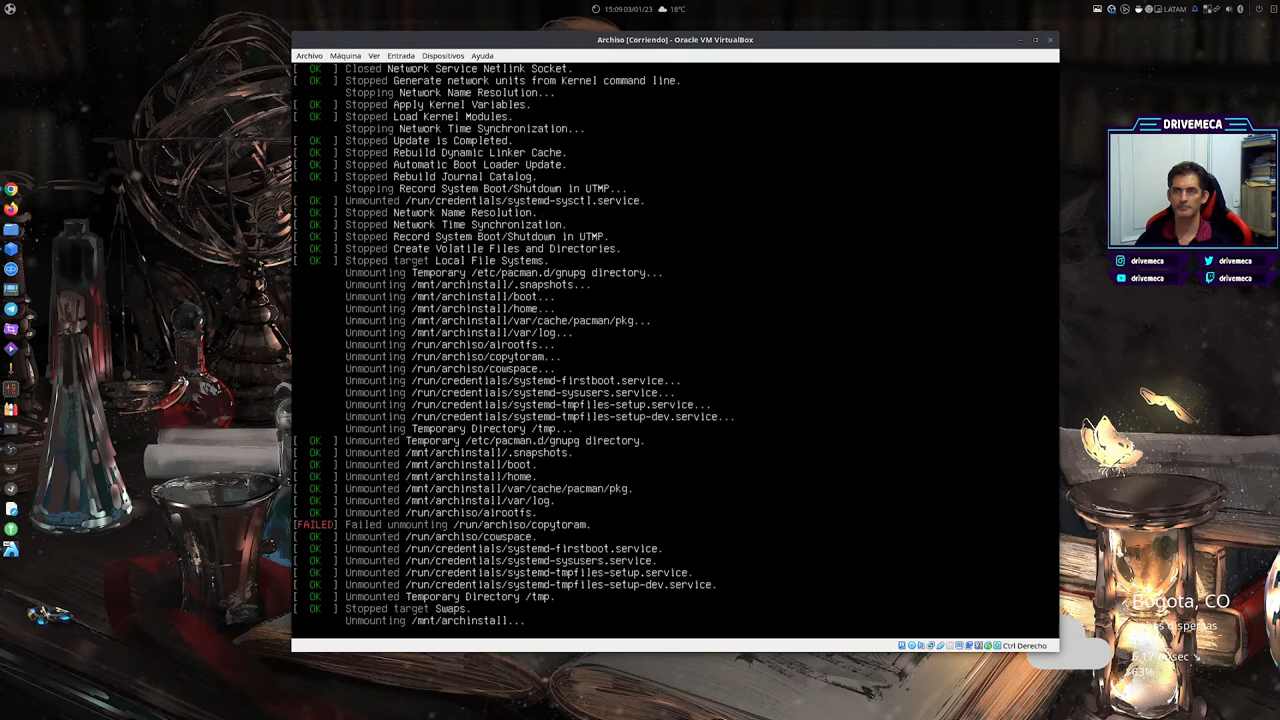 15:09 03/01/23
18°C
LATAM
Archiso [Corriendo] - Oracle VM VirtualBox
Archivo Máquina Ver Entrada Dispositivos Ayuda
[ OK ] Closed Network Service Netlink Socket.
[ OK ] Stopped Generate network units from Kernel command line.
Stopping Network Name Resolution...
[ OK ] Stopped Apply Kernel Variables.
[ OK ] Stopped Load Kernel Modules.
Stopping Network Time Synchronization...
[ OK ] Stopped Update is Completed.
[ OK ] Stopped Rebuild Dynamic Linker Cache.
[ OK ] Stopped Automatic Boot Loader Update.
[ OK ] Stopped Rebuild Journal Catalog.
Stopping Record System Boot/Shutdown in UTMP...
[ OK ] Unmounted /run/credentials/systemd-sysctl.service.
[ OK ] Stopped Network Name Resolution.
[ OK ] Stopped Network Time Synchronization.
[ OK ] Stopped Record System Boot/Shutdown in UTMP.
[ OK ] Stopped Create Volatile Files and Directories.
[ OK ] Stopped target Local File Systems.
Unmounting Temporary /etc/pacman.d/gnupg directory...
Unmounting /mnt/archinstall/.snapshots...
Unmounting /mnt/archinstall/boot...
Unmounting /mnt/archinstall/home...
Unmounting /mnt/archinstall/var/cache/pacman/pkg...
Unmounting /mnt/archinstall/var/log...
Unmounting /run/archiso/airootfs...
Unmounting /run/archiso/copytoram...
Unmounting /run/archiso/cowspace...
Unmounting /run/credentials/systemd-firstboot.service...
Unmounting /run/credentials/systemd-sysusers.service...
Unmounting /run/credentials/systemd-tmpfiles-setup.service...
Unmounting /run/credentials/systemd-tmpfiles-setup-dev.service...
Unmounting Temporary Directory /tmp...
[ OK ] Unmounted Temporary /etc/pacman.d/gnupg directory.
[ OK ] Unmounted /mnt/archinstall/.snapshots.
[ OK ] Unmounted /mnt/archinstall/boot.
[ OK ] Unmounted /mnt/archinstall/home.
[ OK ] Unmounted /mnt/archinstall/var/cache/pacman/pkg.
[ OK ] Unmounted /mnt/archinstall/var/log.
[ OK ] Unmounted /run/archiso/airootfs.
[FAILED] Failed unmounting /run/archiso/copytoram.
[ OK ] Unmounted /run/archiso/cowspace.
[ OK ] Unmounted /run/credentials/systemd-firstboot.service.
[ OK ] Unmounted /run/credentials/systemd-sysusers.service.
[ OK ] Unmounted /run/credentials/systemd-tmpfiles-setup.service.
[ OK ] Unmounted /run/credentials/systemd-tmpfiles-setup-dev.service.
[ OK ] Unmounted Temporary Directory /tmp.
[ OK ] Stopped target Swaps.
Unmounting /mnt/archinstall...
Ctrl Derecho
DRIVEMECA
drivemeca drivemeca
drivemeca drivemeca
Bogota, CO
dispersas
63%